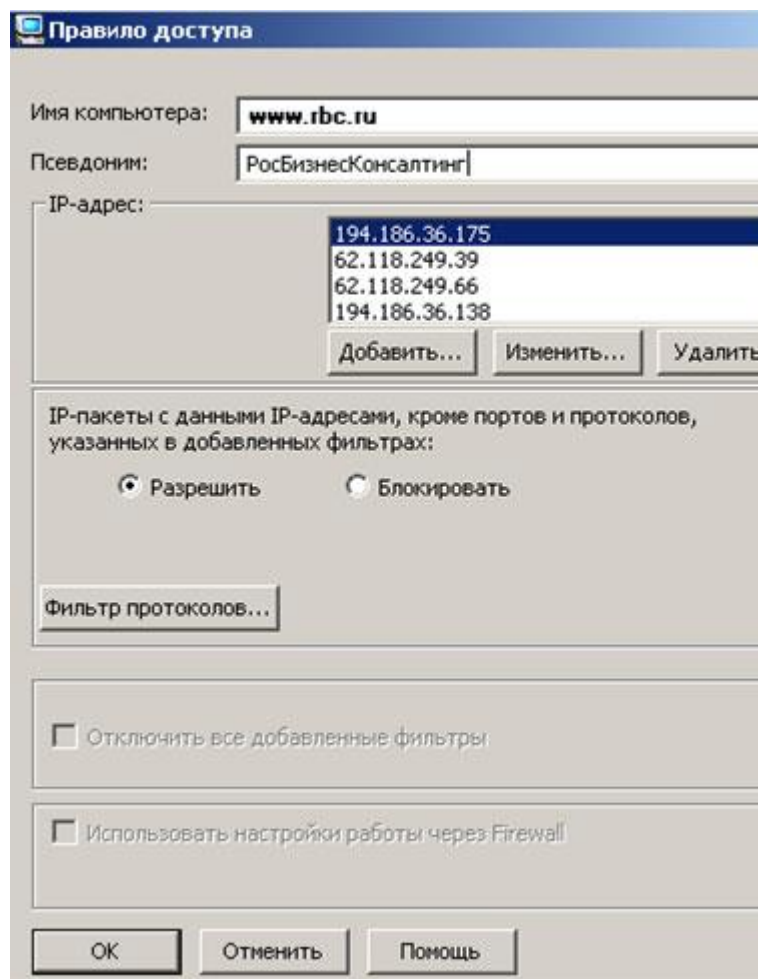 Правило доступа
Имя компьютера: www.rbc.ru
Псевдоним: РосБизнесКонсалтинг
IP-адрес:
194.186.36.175
62.118.249.39
62.118.249.66
194.186.36.138
Добавить... Изменить... Удалить
IP-пакеты с данными IP-адресами, кроме портов и протоколов,
указанных в добавленных фильтрах:
Разрешить Блокировать
Фильтр протоколов...
Отключить все добавленные фильтры
Использовать настройки работы через Firewall
OK Отменить Помощь